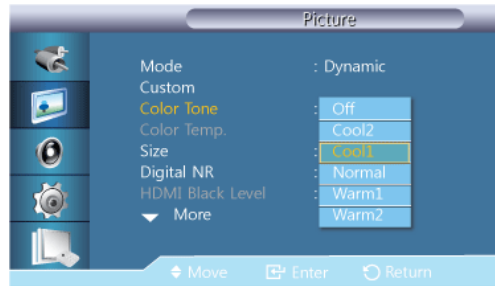 Picture
Mode : Dynamic
Custom
Color Tone : Off
Color Temp. Cool2
Size : Cool1
Digital NR : Normal
HDMI Black Level : Warm1
More Warm2
Move Enter Return